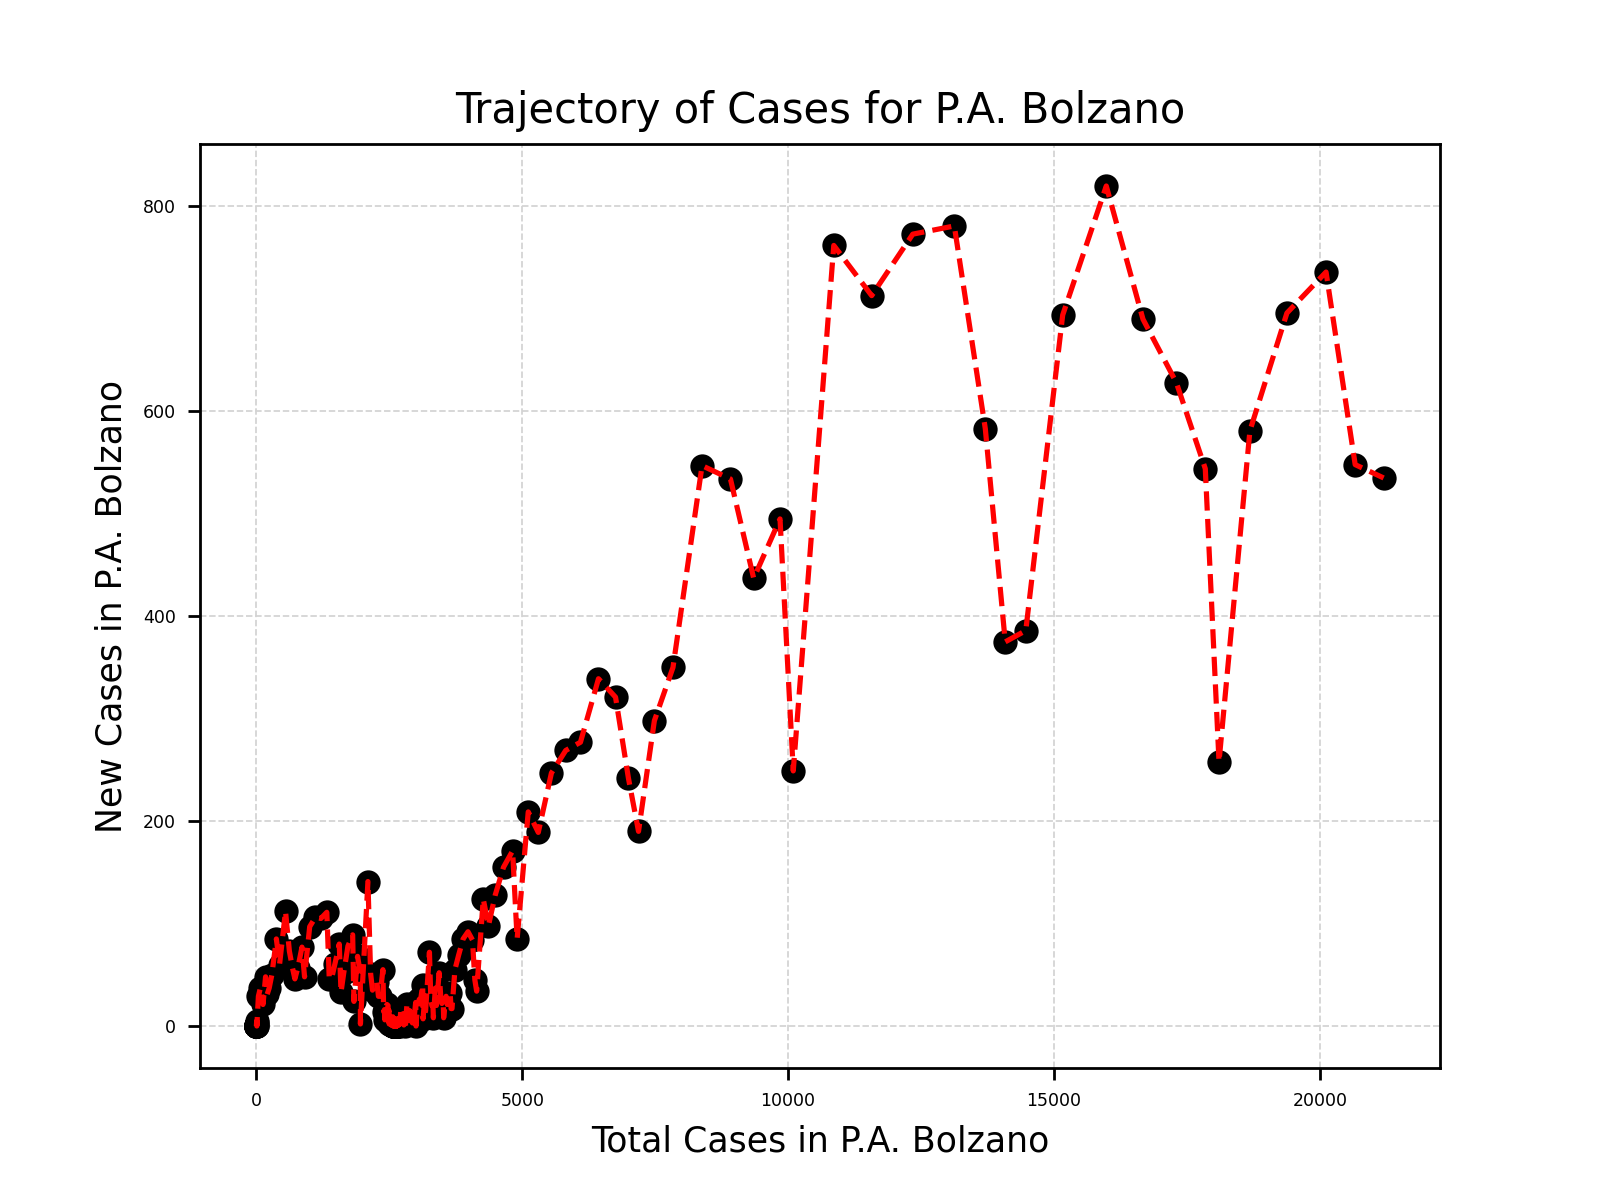 Trajectory of Cases for P.A. Bolzano
New Cases in P.A. Bolzano
800
600
400
200
0
0 5000 10000 15000 20000
Total Cases in P.A. Bolzano